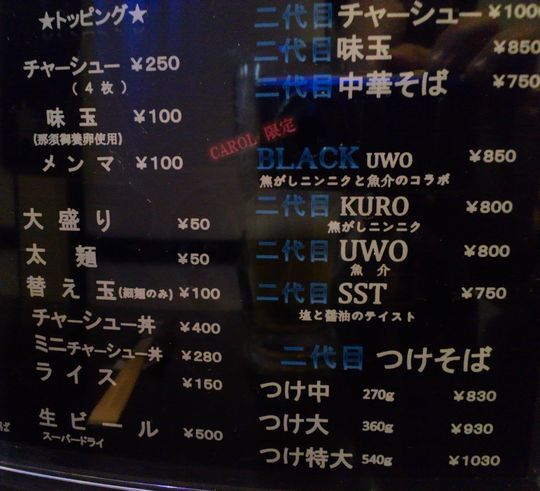 ★トッピング★
チャーシュー ¥250
(４枚)
味玉 ¥100
(那須御養卵使用)
メンマ ¥100
大盛り ¥50
太麺 ¥50
替え玉(細麺のみ) ¥100
チャーシュー丼 ¥400
ミニチャーシュー丼 ¥280
ライス ¥150
生ビール ¥500
スーパードライ
二代目 チャーシュー ¥100
二代目 味玉 ¥850
二代目 中華そば ¥750
CAROL 限定
BLACK UWO ¥850
焦がしニンニクと魚介のコラボ
二代目 KURO ¥800
焦がしニンニク
二代目 UWO ¥800
魚介
二代目 SST ¥750
塩と醤油のテイスト
二代目 つけそば
つけ中 270g ¥830
つけ大 360g ¥930
つけ特大 540g ¥1030